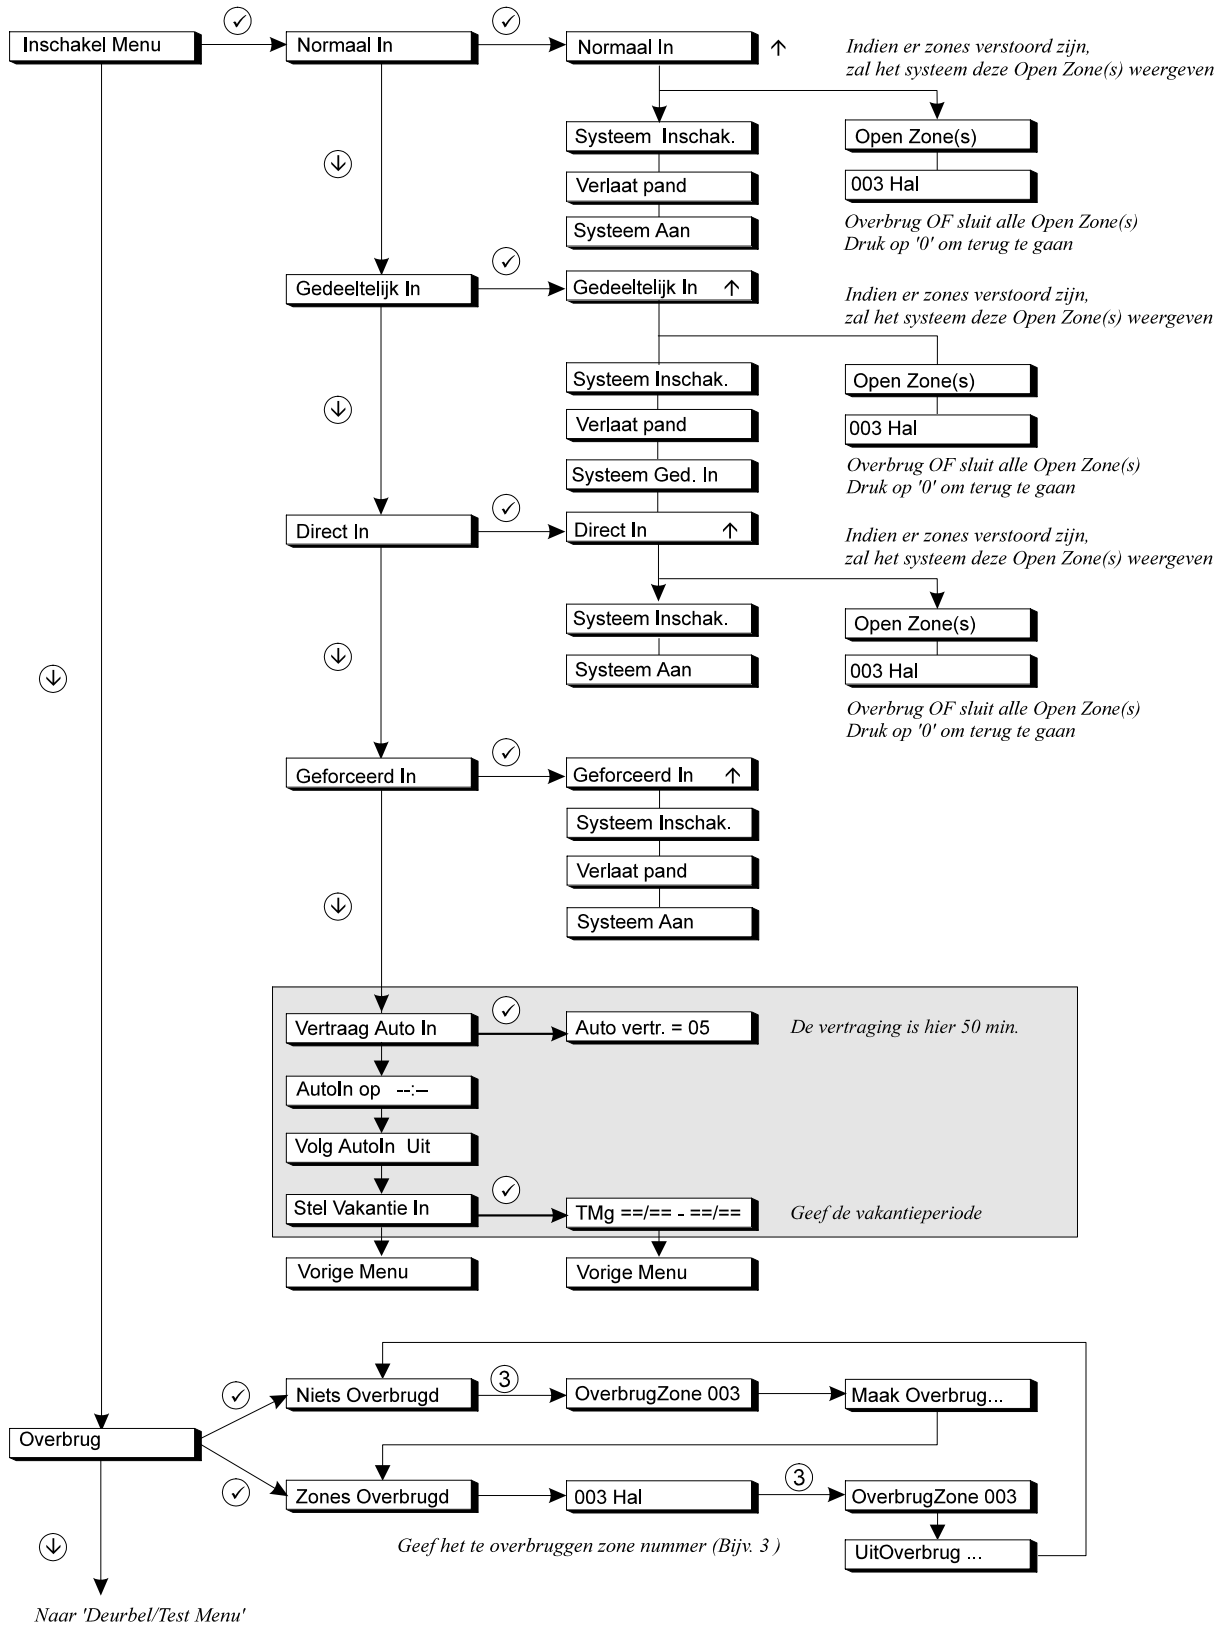 Inschakel Menu
Normaal In
Normaal In
Indien er zones verstoord zijn,
zal het systeem deze Open Zone(s) weergeven
Systeem Inschak.
Open Zone(s)
Verlaat pand
003 Hal
Systeem Aan
Overbrug OF sluit alle Open Zone(s)
Druk op '0' om terug te gaan
Gedeeltelijk In
Gedeeltelijk In
Indien er zones verstoord zijn,
zal het systeem deze Open Zone(s) weergeven
Systeem Inschak.
Open Zone(s)
Verlaat pand
003 Hal
Systeem Ged. In
Overbrug OF sluit alle Open Zone(s)
Druk op '0' om terug te gaan
Direct In
Direct In
Indien er zones verstoord zijn,
zal het systeem deze Open Zone(s) weergeven
Systeem Inschak.
Open Zone(s)
Systeem Aan
003 Hal
Overbrug OF sluit alle Open Zone(s)
Druk op '0' om terug te gaan
Geforceerd In
Geforceerd In
Systeem Inschak.
Verlaat pand
Systeem Aan
Vertraag Auto In
Auto vertr. = 05
De vertraging is hier 50 min.
AutoIn op --:--
Volg AutoIn Uit
Stel Vakantie In
TMg ==/== - ==/==
Geef de vakantieperiode
Vorige Menu
Vorige Menu
Niets Overbrugd
3
OverbrugZone 003
Maak Overbrug...
Overbrug
Zones Overbrugd
003 Hal
3
OverbrugZone 003
Geef het te overbruggen zone nummer (Bijv. 3 )
UitOverbrug ...
Naar 'Deurbel/Test Menu'